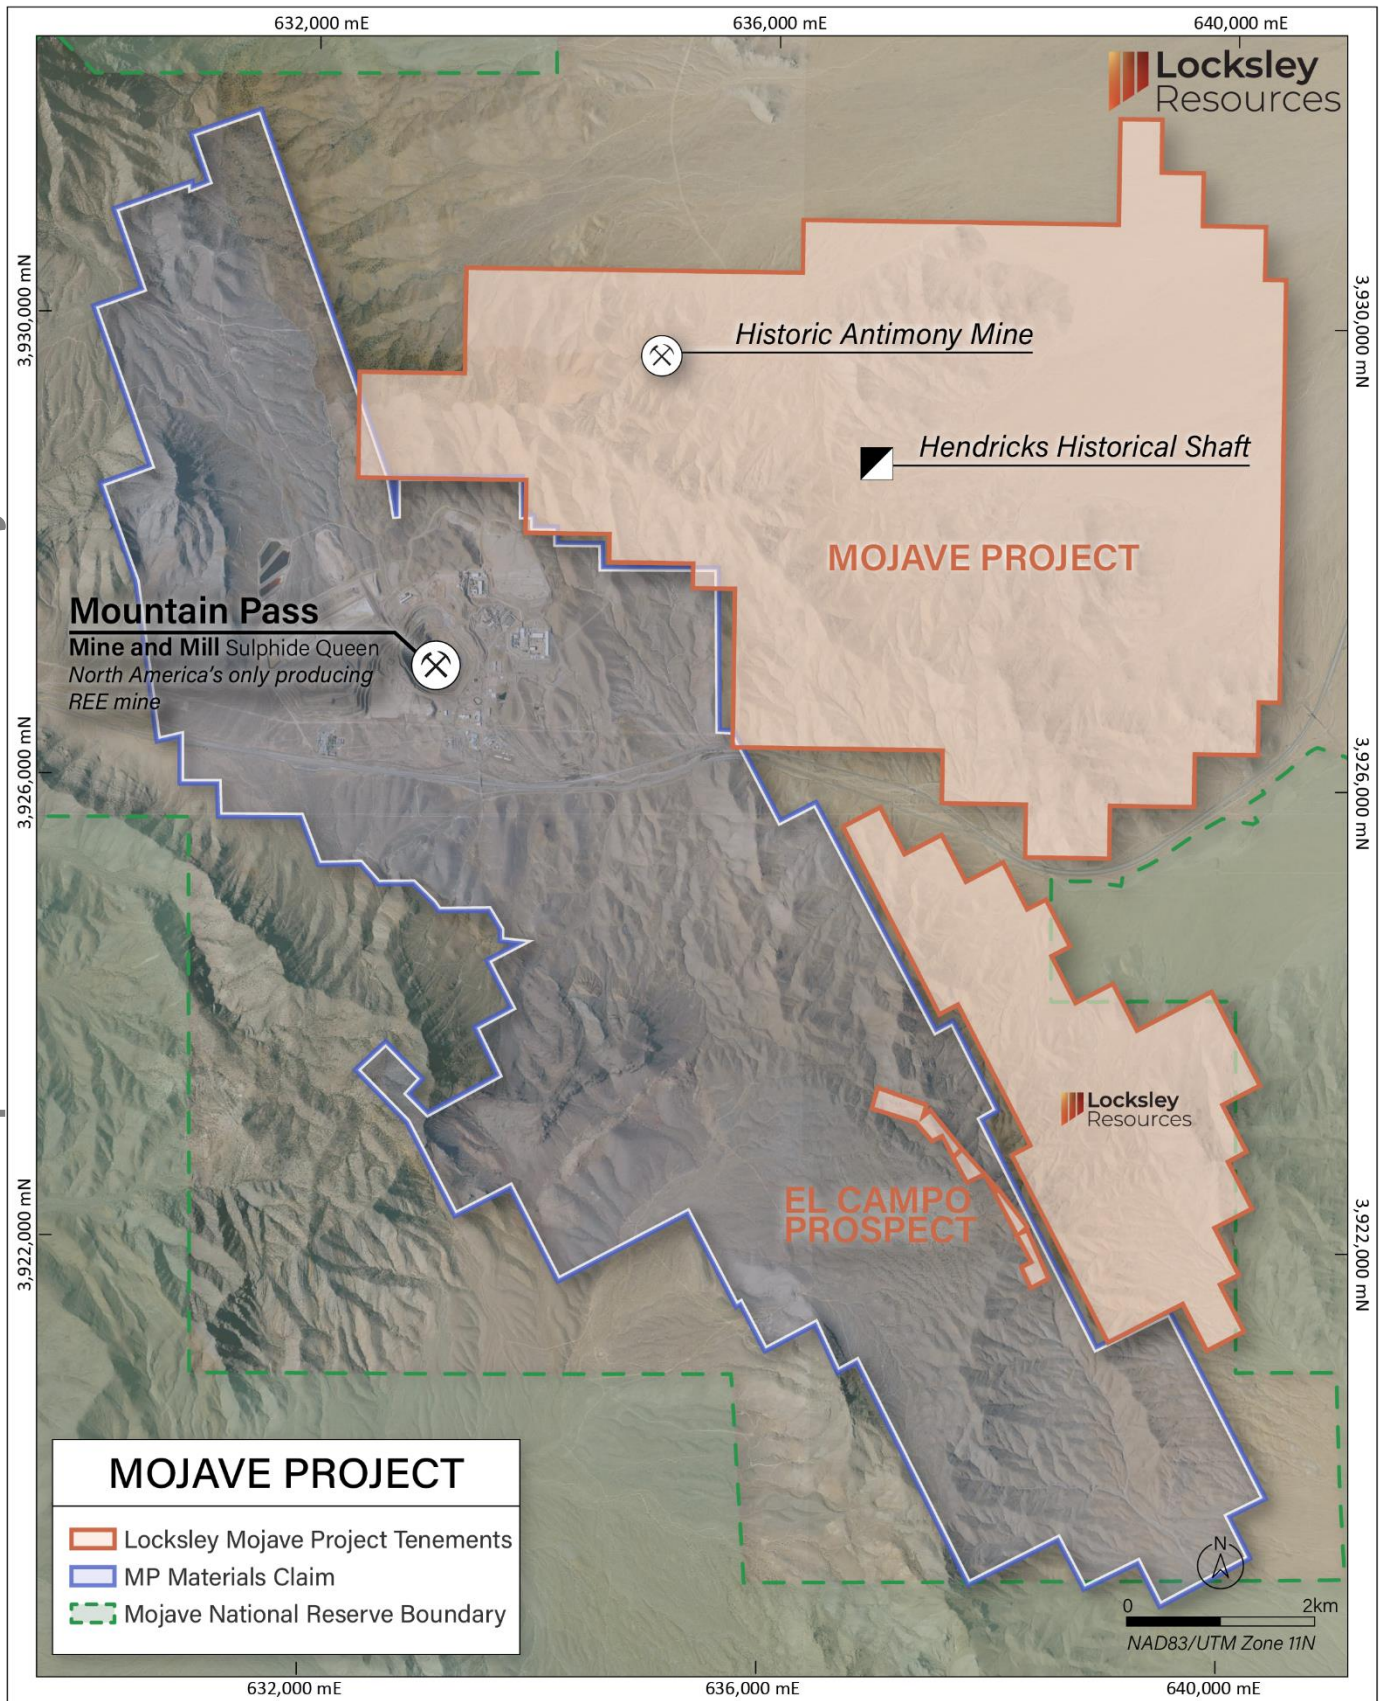 632,000 mE
636,000 mE
640,000 mE
Locksley
Resources
3,930,000 mN
3,930,000 mN
Historic Antimony Mine
Hendricks Historical Shaft
MOJAVE PROJECT
Mountain Pass
Mine and Mill Sulphide Queen
North America's only producing
REE mine
3,926,000 mN
3,926,000 mN
Locksley
Resources
EL CAMPO
PROSPECT
3,922,000 mN
3,922,000 mN
MOJAVE PROJECT
Locksley Mojave Project Tenements
MP Materials Claim
Mojave National Reserve Boundary
N
0 2km
NAD83/UTM Zone 11N
632,000 mE
636,000 mE
640,000 mE